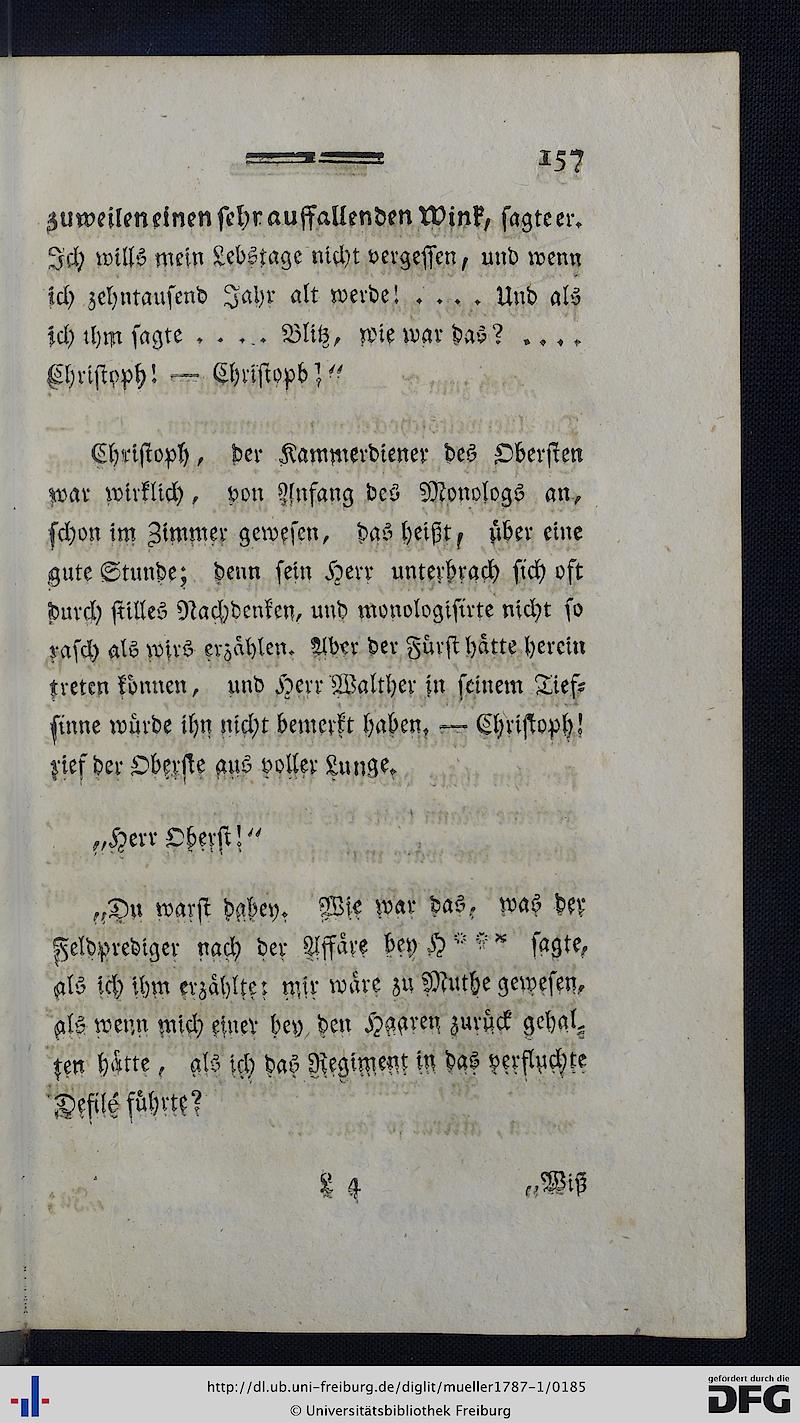 157
zuweilen einen sehr auffallenden Wink, sagte er.
Ich wills mein Lebstage nicht vergessen, und wenn
ich zehntausend Jahr alt werde! . . . . Und als
ich ihm sagte . . . . Blitz, wie war das? . . . .
Christoph! — Christoph!“
Christoph, der Kammerdiener des Obersten
war wirklich, von Anfang des Monologs an,
schon im Zimmer gewesen, das heißt, über eine
gute Stunde; denn sein Herr unterbrach sich oft
durch stilles Nachdenken, und monologisirte nicht so
rasch als wirs erzählen. Aber der Fürst hätte herein
treten können, und Herr Walther in seinem Tief-
sinne würde ihn nicht bemerkt haben. — Christoph!
rief der Oberste aus voller Lunge.
„Herr Oberst!“
„Du warst dabey. Wie war das, was der
Feldprediger nach der Affäre bey H * * * sagte,
als ich ihm erzählte: mir wäre zu Muthe gewesen,
als wenn mich einer bey den Haaren zurück gehal-
ten hätte, als ich das Regiment in das verfluchte
Defilé führte?
L 4 „Wiß
http://dl.ub.uni-freiburg.de/diglit/mueller1787-1/0185
© Universitätsbibliothek Freiburg
gefördert durch die
DFG